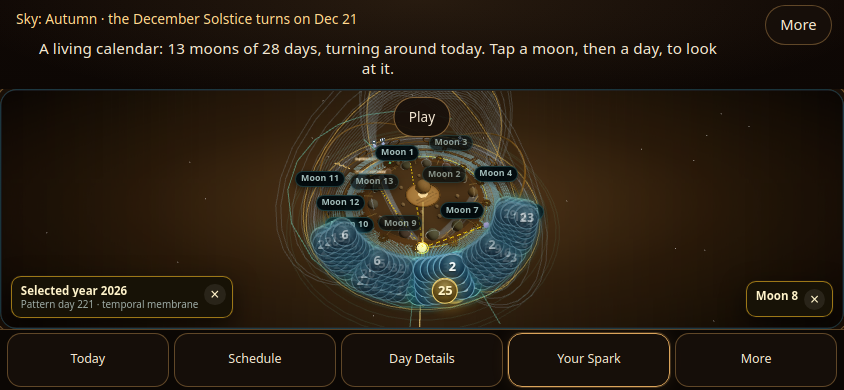 Sky: Autumn · the December Solstice turns on Dec 21
More
A living calendar: 13 moons of 28 days, turning around today. Tap a moon, then a day, to look
at it.
Play
Moon 3
Moon 1
Moon 2
Moon 4
Moon 11
Moon 13
Moon 12
Moon 7
Moon 9
10
6
23
2
6
2
25
Selected year 2026
Pattern day 221 · temporal membrane
×
Moon 8
×
Today
Schedule
Day Details
Your Spark
More